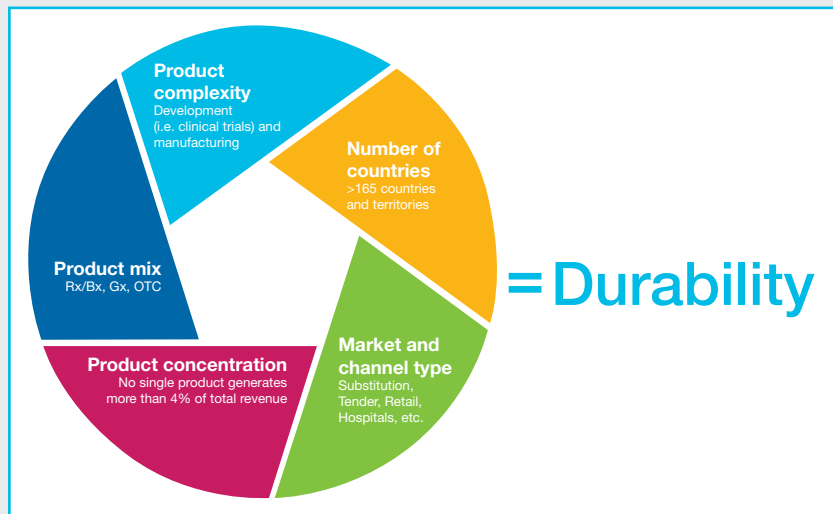 Product
complexity
Development
(i.e. clinical trials) and
manufacturing
Number of
countries
>165 countries
and territories
Market and
channel type
Substitution,
Tender, Retail,
Hospitals, etc.
Product concentration
No single product generates
more than 4% of total revenue
Product mix
Rx/Bx, Gx, OTC
= Durability